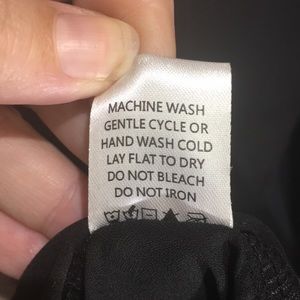 MACHINE WASH
GENTLE CYCLE OR
HAND WASH COLD
LAY FLAT TO DRY
DO NOT BLEACH
DO NOT IRON